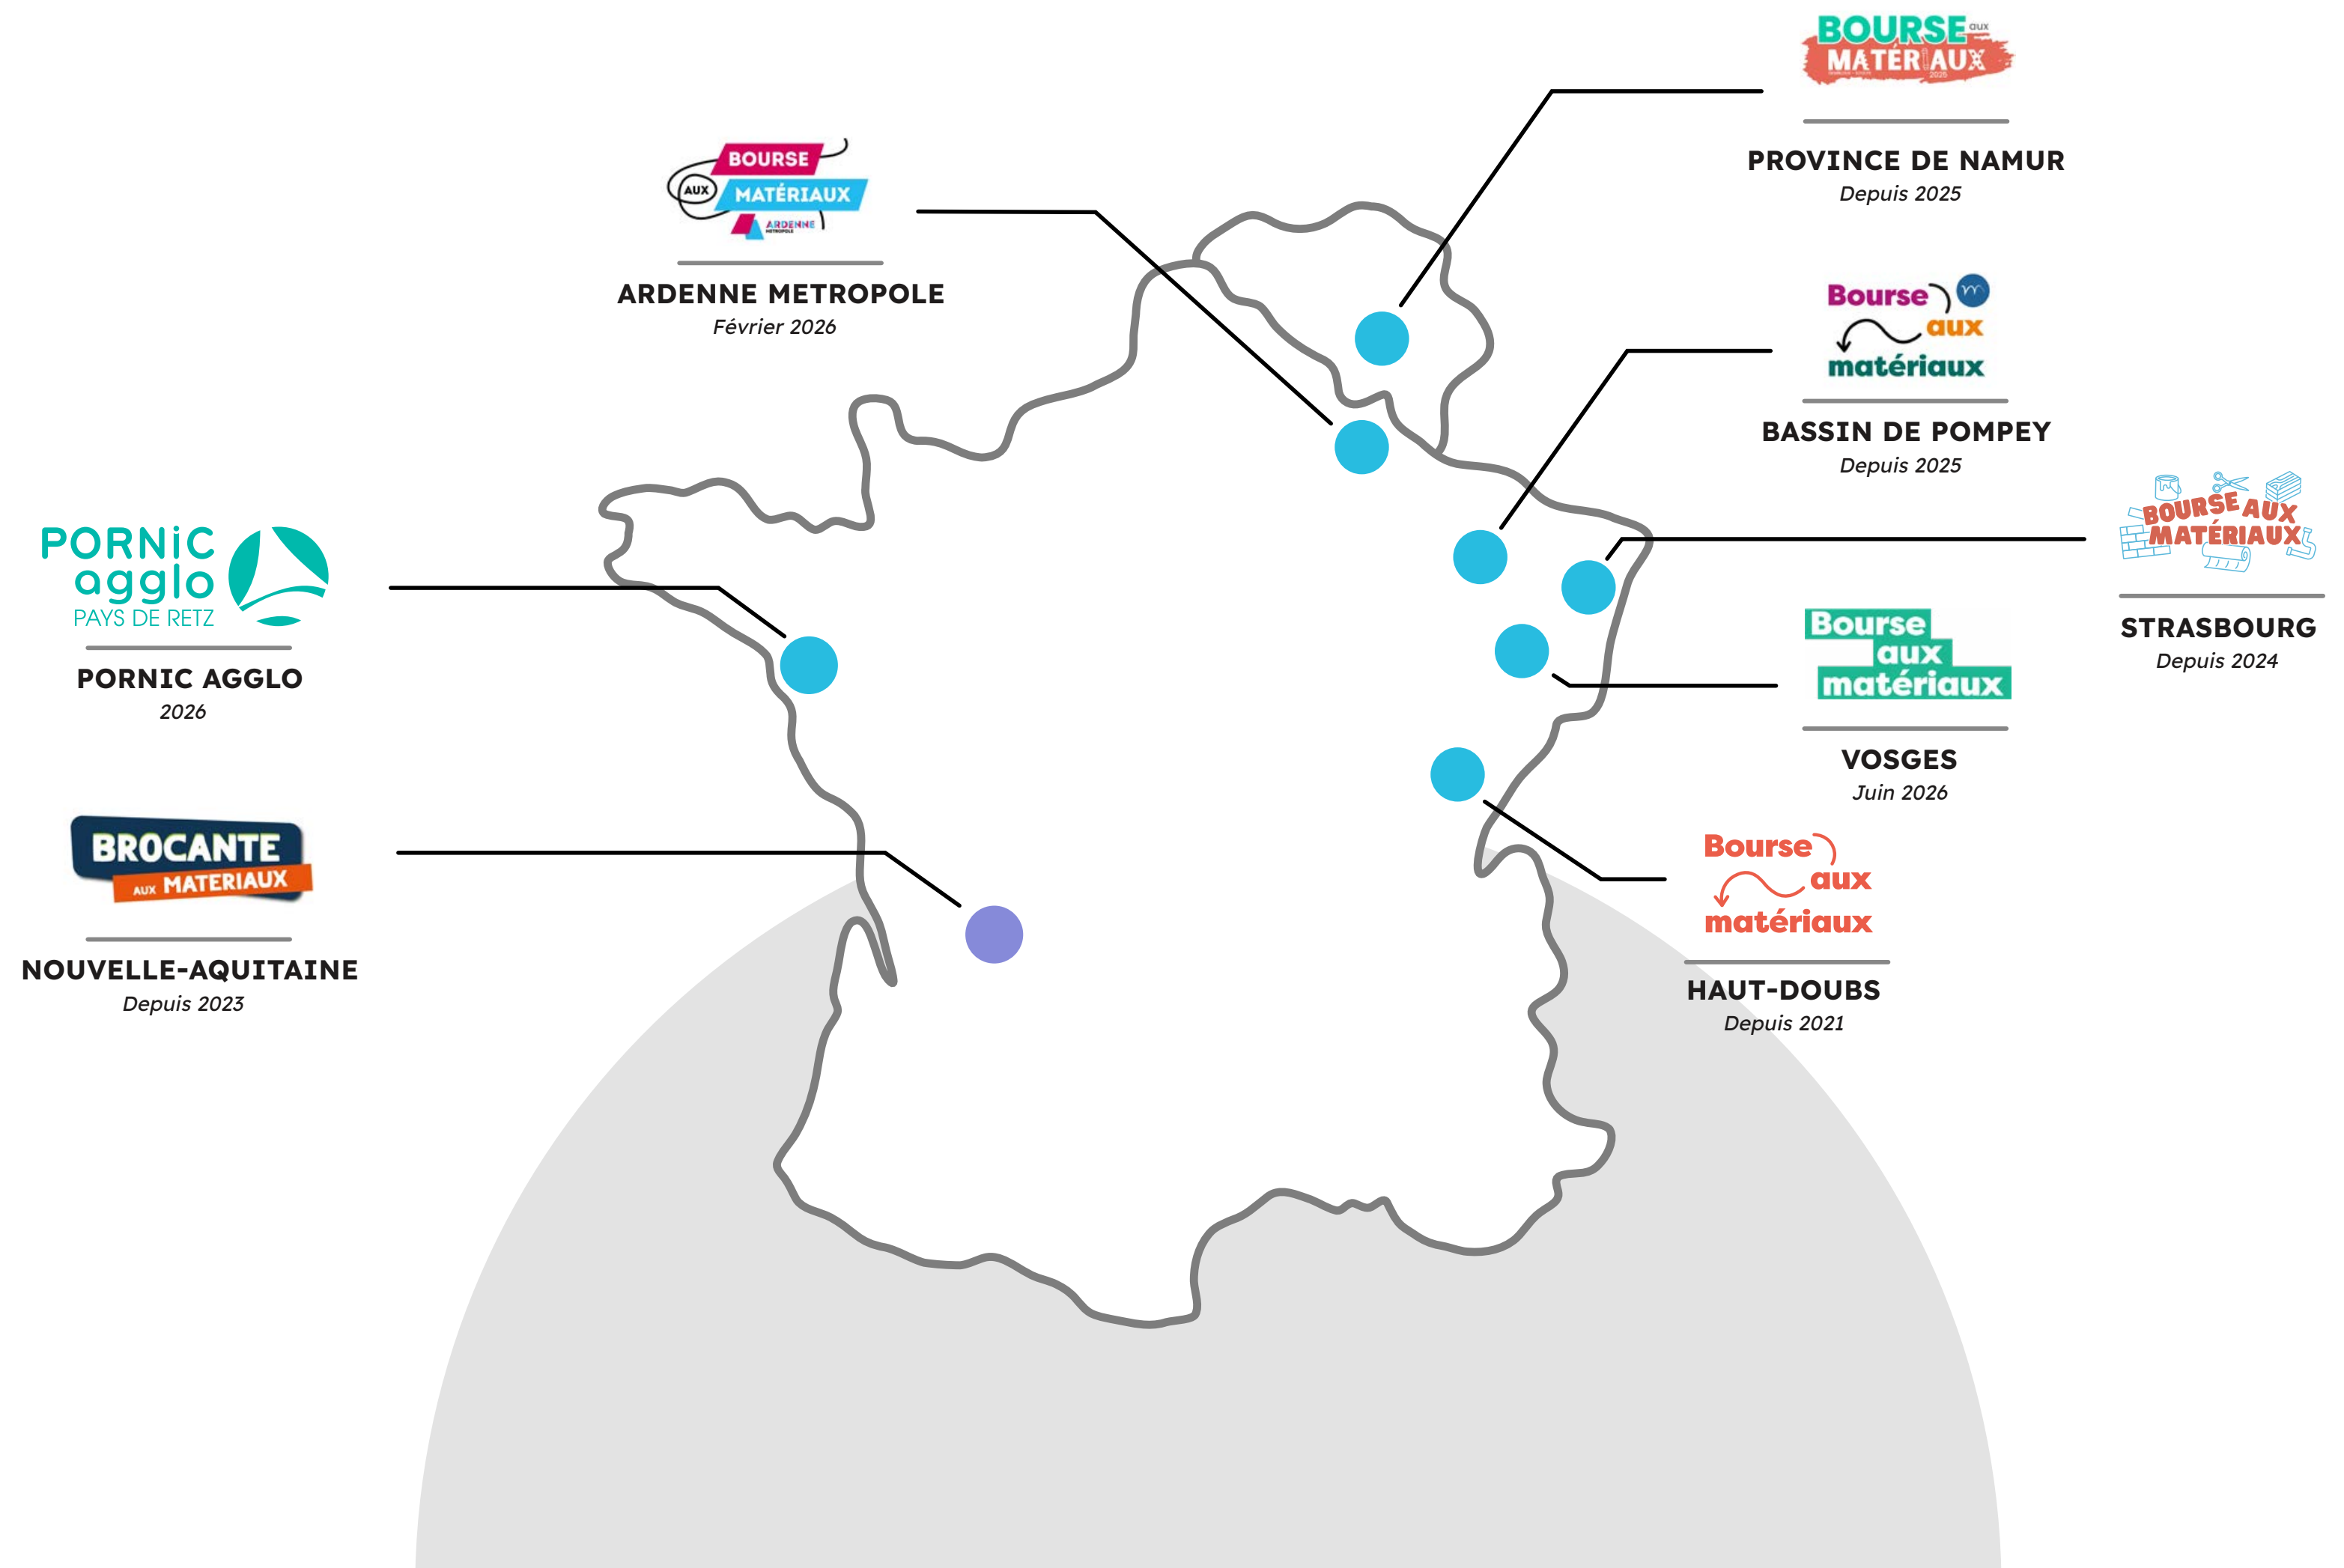 BOURSE aux
MATÉRIAUX
2025
PROVINCE DE NAMUR
Depuis 2025
BOURSE
AUX MATÉRIAUX
ARDENNE
METROPOLE
ARDENNE METROPOLE
Février 2026
Bourse
aux
matériaux
BASSIN DE POMPEY
Depuis 2025
BOURSE AUX
MATÉRIAUX
STRASBOURG
Depuis 2024
PORNIC
agglo
PAYS DE RETZ
PORNIC AGGLO
2026
Bourse
aux
matériaux
VOSGES
Juin 2026
BROCANTE
AUX MATERIAUX
NOUVELLE-AQUITAINE
Depuis 2023
Bourse
aux
matériaux
HAUT-DOUBS
Depuis 2021